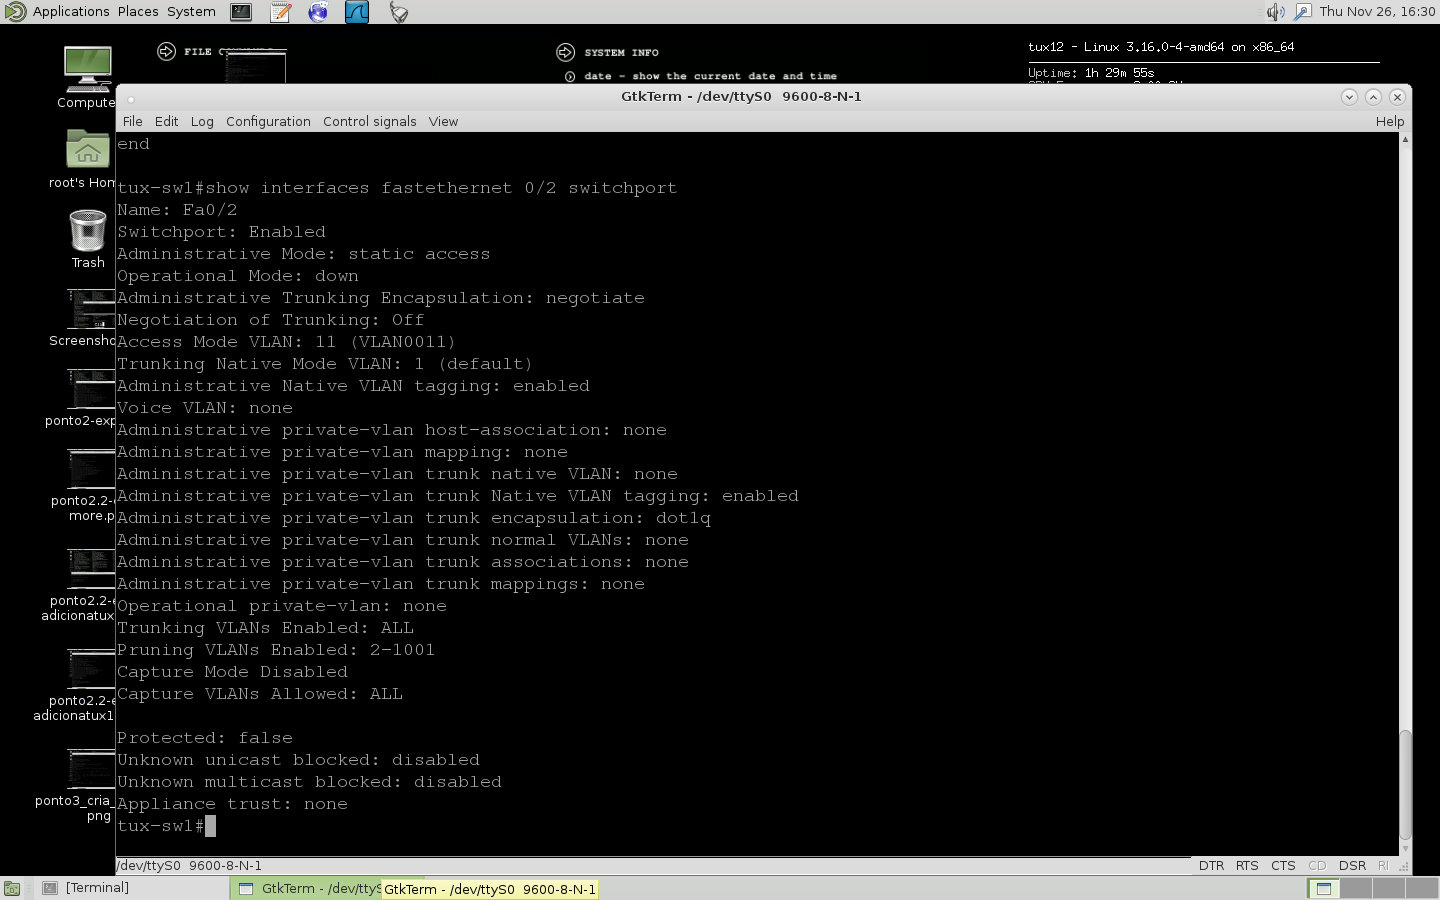 Applications Places System
Thu Nov 26, 16:30
FILE
SYSTEM INFO
date - show the current date and time
tux12 - Linux 3.16.0-4-amd64 on x86_64
Uptime: 1h 29m 55s
Compute
root's Hom
Trash
Screensho
ponto2-exp
ponto2.2-
more.p
ponto2.2-
adicionatux
ponto2.2-
adicionatux1
ponto3_cria_
png
GtkTerm - /dev/ttyS0 9600-8-N-1
File Edit Log Configuration Control signals View Help
end
tux-sw1#show interfaces fastethernet 0/2 switchport
Name: Fa0/2
Switchport: Enabled
Administrative Mode: static access
Operational Mode: down
Administrative Trunking Encapsulation: negotiate
Negotiation of Trunking: Off
Access Mode VLAN: 11 (VLAN0011)
Trunking Native Mode VLAN: 1 (default)
Administrative Native VLAN tagging: enabled
Voice VLAN: none
Administrative private-vlan host-association: none
Administrative private-vlan mapping: none
Administrative private-vlan trunk native VLAN: none
Administrative private-vlan trunk Native VLAN tagging: enabled
Administrative private-vlan trunk encapsulation: dot1q
Administrative private-vlan trunk normal VLANs: none
Administrative private-vlan trunk associations: none
Administrative private-vlan trunk mappings: none
Operational private-vlan: none
Trunking VLANs Enabled: ALL
Pruning VLANs Enabled: 2-1001
Capture Mode Disabled
Capture VLANs Allowed: ALL
Protected: false
Unknown unicast blocked: disabled
Unknown multicast blocked: disabled
Appliance trust: none
tux-sw1#
/dev/ttyS0 9600-8-N-1
DTR RTS CTS CD DSR RI
[Terminal]
GtkTerm - /dev/ttyS
GtkTerm - /dev/ttyS0 9600-8-N-1